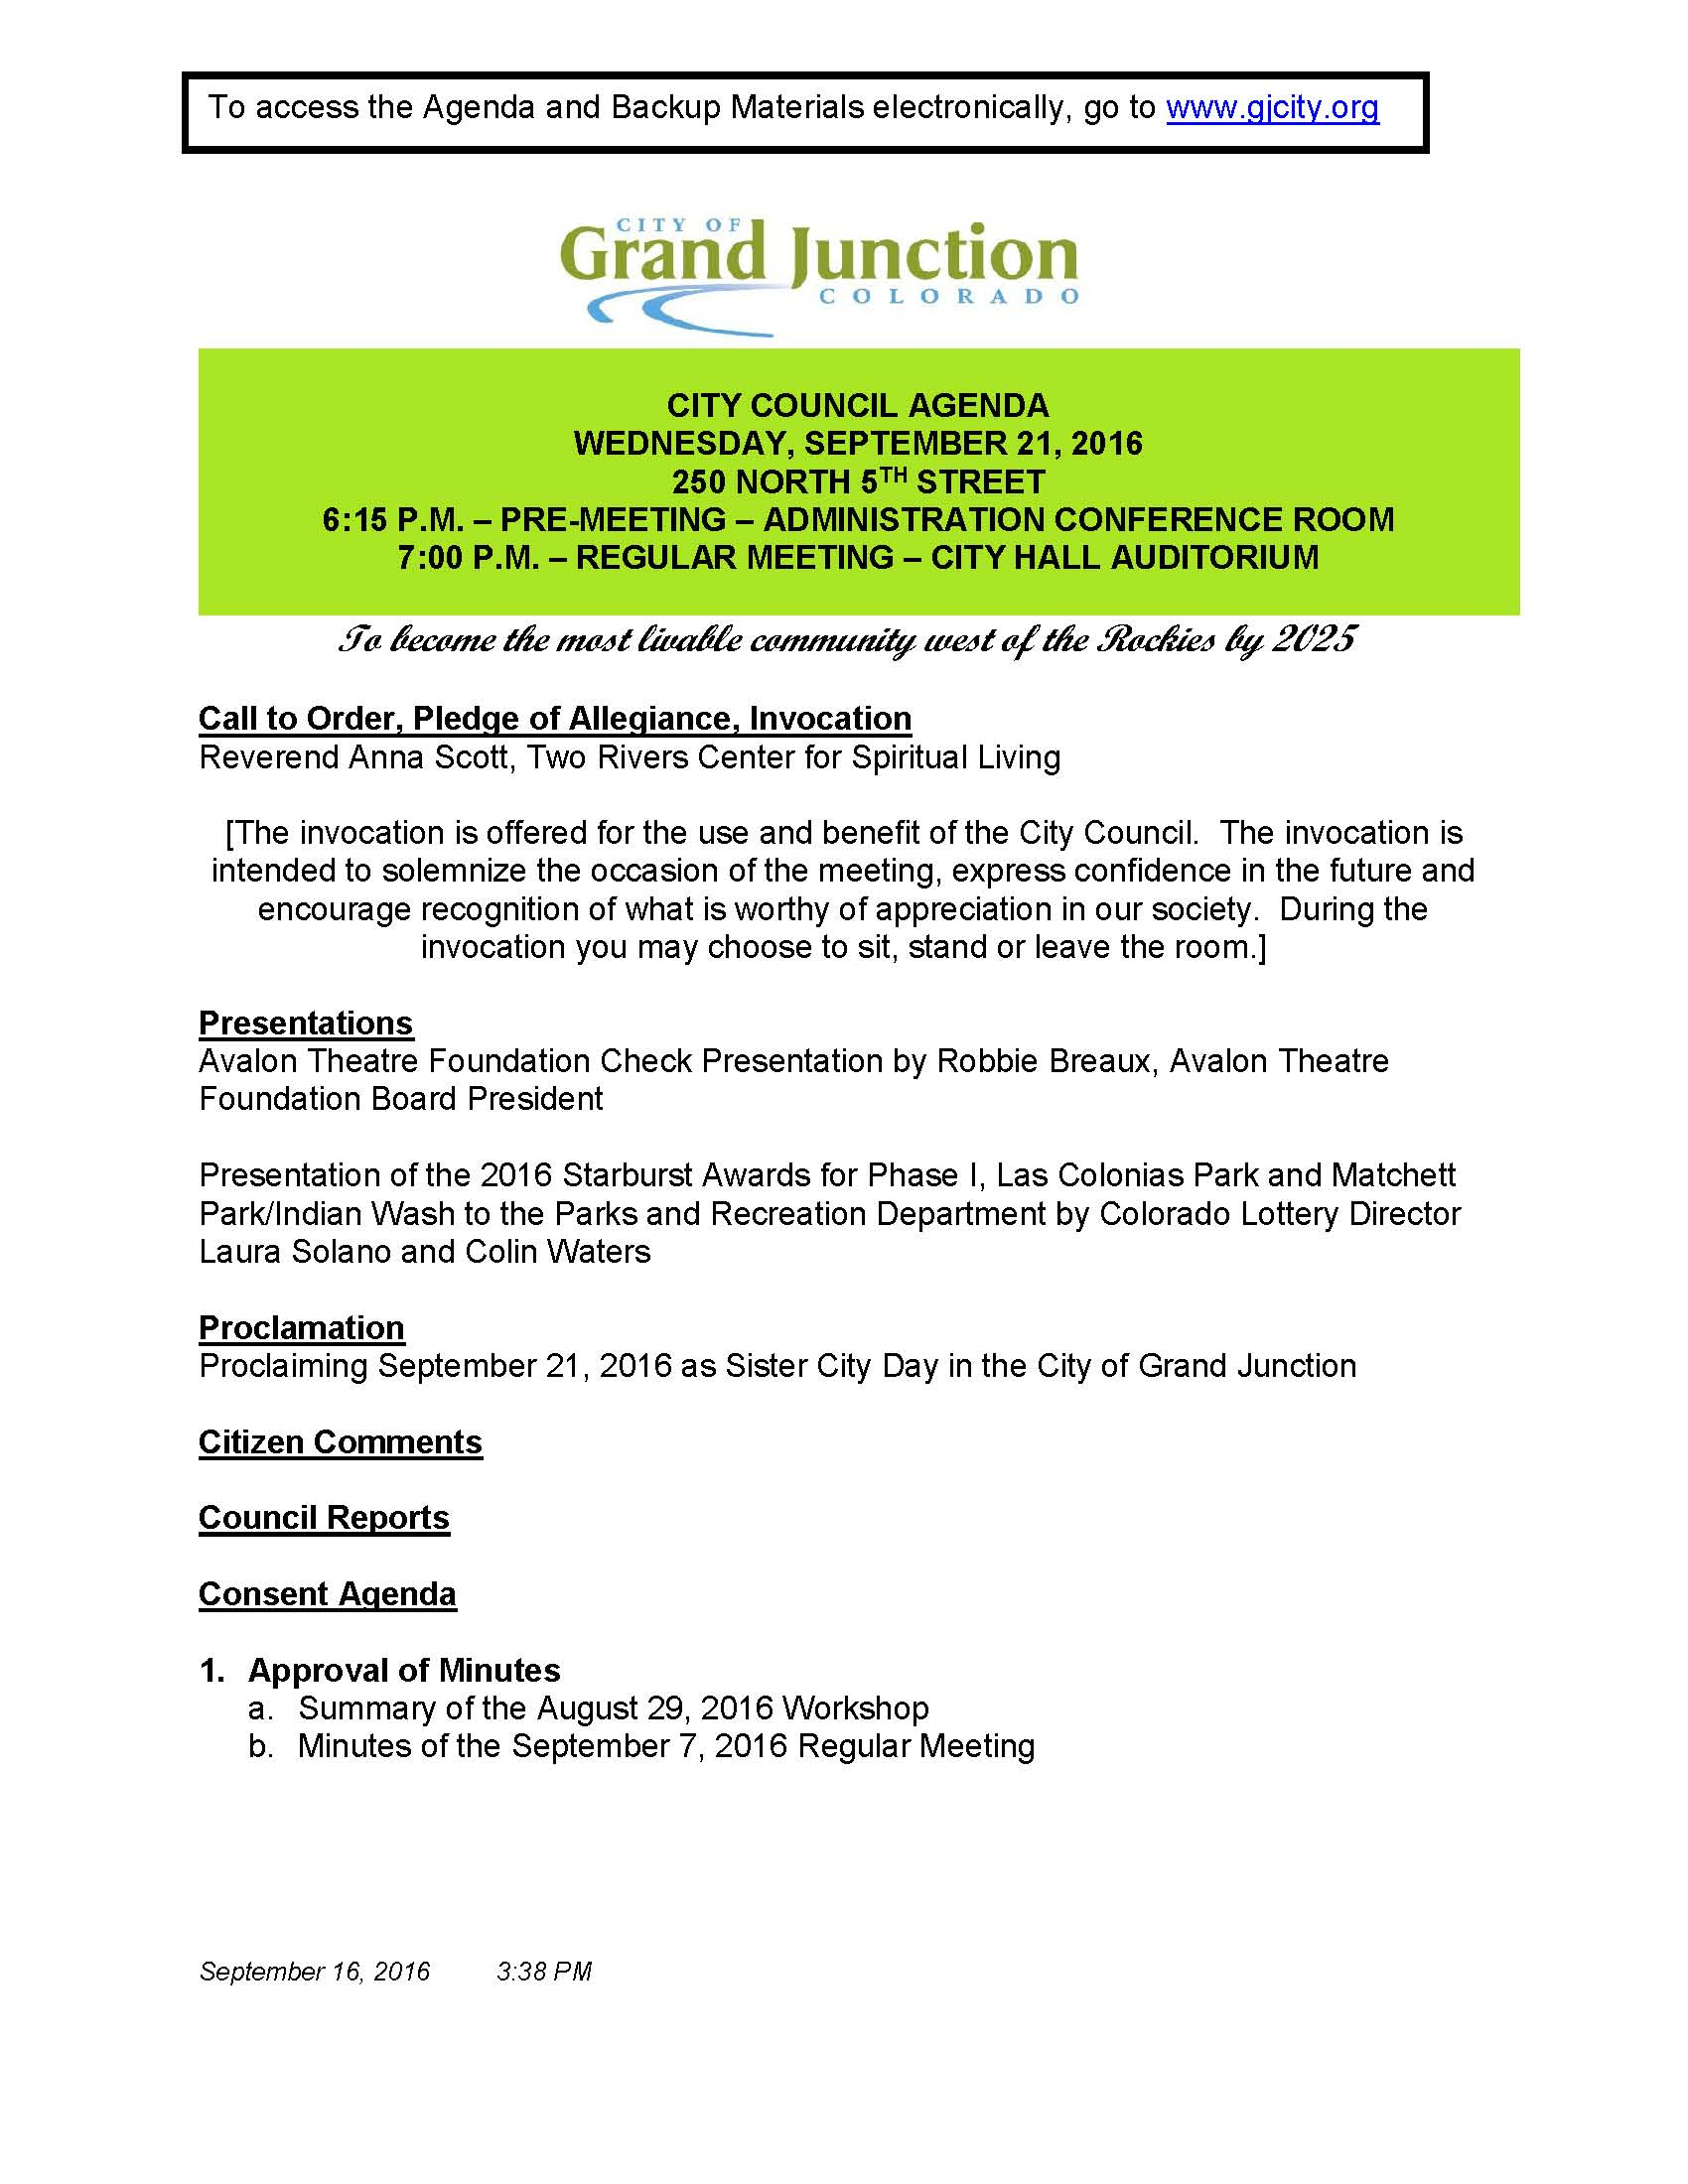 To access the Agenda and Backup Materials electronically, go to www.gjcity.org
CITY OF
Grand Junction
COLORADO
CITY COUNCIL AGENDA
WEDNESDAY, SEPTEMBER 21, 2016
250 NORTH 5TH STREET
6:15 P.M. – PRE-MEETING – ADMINISTRATION CONFERENCE ROOM
7:00 P.M. – REGULAR MEETING – CITY HALL AUDITORIUM
To become the most livable community west of the Rockies by 2025
Call to Order, Pledge of Allegiance, Invocation
Reverend Anna Scott, Two Rivers Center for Spiritual Living
[The invocation is offered for the use and benefit of the City Council. The invocation is
intended to solemnize the occasion of the meeting, express confidence in the future and
encourage recognition of what is worthy of appreciation in our society. During the
invocation you may choose to sit, stand or leave the room.]
Presentations
Avalon Theatre Foundation Check Presentation by Robbie Breaux, Avalon Theatre
Foundation Board President
Presentation of the 2016 Starburst Awards for Phase I, Las Colonias Park and Matchett
Park/Indian Wash to the Parks and Recreation Department by Colorado Lottery Director
Laura Solano and Colin Waters
Proclamation
Proclaiming September 21, 2016 as Sister City Day in the City of Grand Junction
Citizen Comments
Council Reports
Consent Agenda
1. Approval of Minutes
a. Summary of the August 29, 2016 Workshop
b. Minutes of the September 7, 2016 Regular Meeting
September 16, 2016 3:38 PM